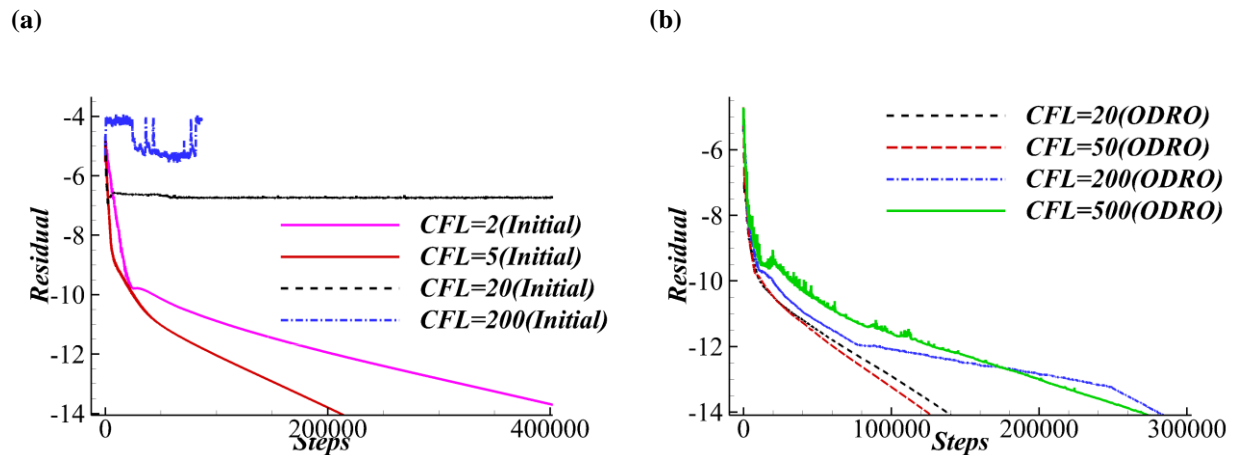 (a)
-4
-6
-8
-10
-12
-14
Residual
0
200000
400000
Steps
CFL=2(Initial)
CFL=5(Initial)
CFL=20(Initial)
CFL=200(Initial)
(b)
-6
-8
-10
-12
-14
Residual
0
100000
200000
300000
Steps
CFL=20(ODRO)
CFL=50(ODRO)
CFL=200(ODRO)
CFL=500(ODRO)